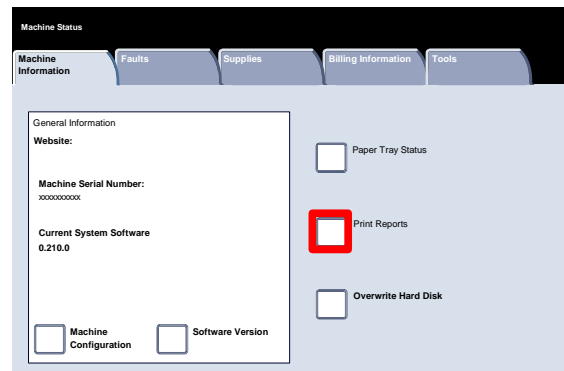 Machine Status
Machine
Information
Faults
Supplies
Billing Information
Tools
General Information
Website:
Machine Serial Number:
xxxxxxxxxx
Current System Software
0.210.0
Machine
Configuration
Software Version
Paper Tray Status
Print Reports
Overwrite Hard Disk